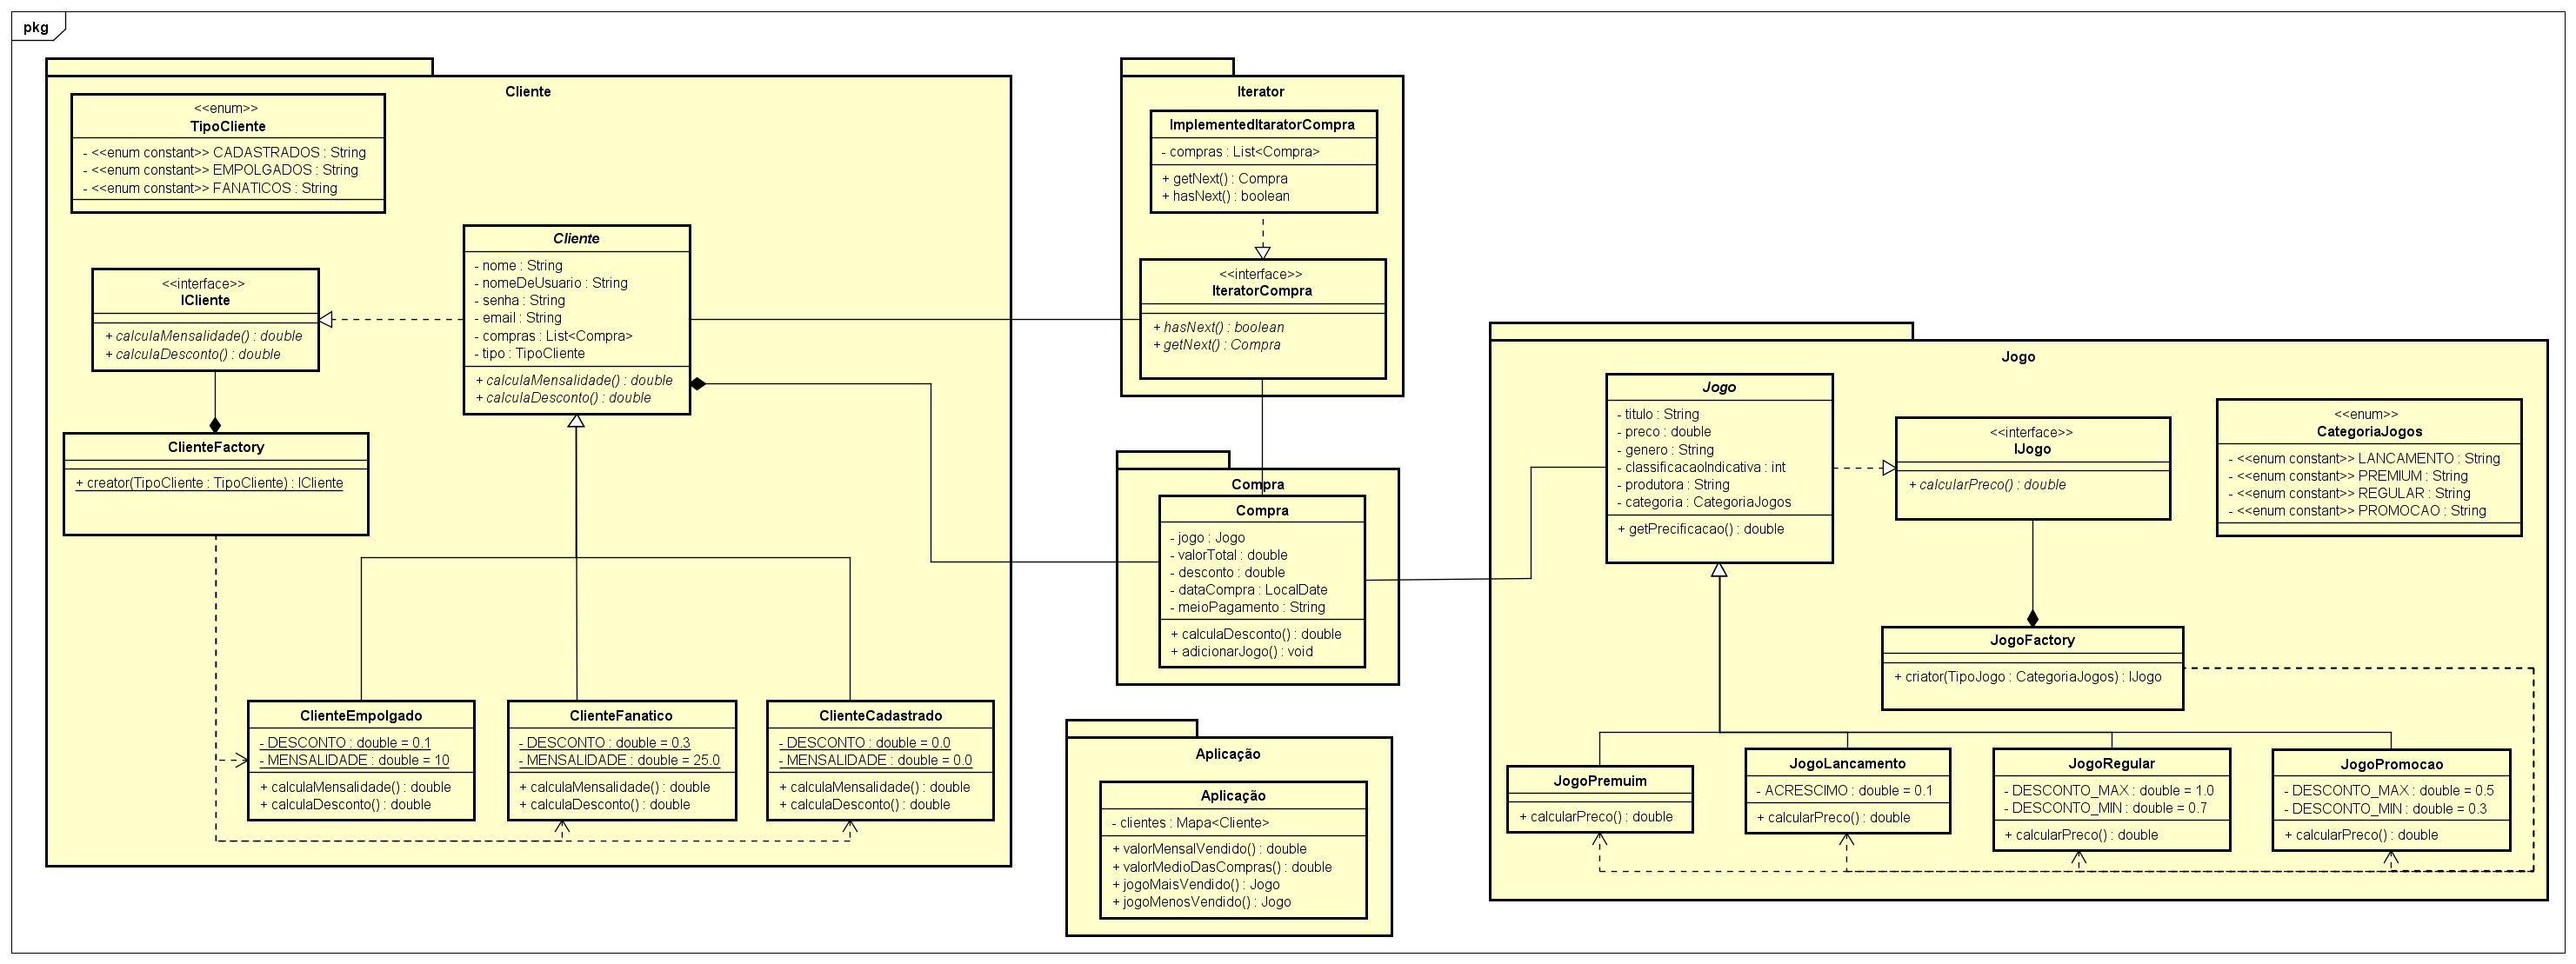 pkg
Cliente
<<enum>>
TipoCliente
- <<enum constant>> CADASTRADOS : String
- <<enum constant>> EMPOLGADOS : String
- <<enum constant>> FANATICOS : String
Cliente
- nome : String
- nomeDeUsuario : String
- senha : String
- email : String
- compras : List<Compra>
- tipo : TipoCliente
+ calculaMensalidade() : double
+ calculaDesconto() : double
<<interface>>
ICliente
+ calculaMensalidade() : double
+ calculaDesconto() : double
ClienteFactory
+ creator(TipoCliente : TipoCliente) : ICliente
ClienteEmpolgado
- DESCONTO : double = 0.1
- MENSALIDADE : double = 10
+ calculaMensalidade() : double
+ calculaDesconto() : double
ClienteFanatico
- DESCONTO : double = 0.3
- MENSALIDADE : double = 25.0
+ calculaMensalidade() : double
+ calculaDesconto() : double
ClienteCadastrado
- DESCONTO : double = 0.0
- MENSALIDADE : double = 0.0
+ calculaMensalidade() : double
+ calculaDesconto() : double
Iterator
ImplementedItaratorCompra
- compras : List<Compra>
+ getNext() : Compra
+ hasNext() : boolean
<<interface>>
IteratorCompra
+ hasNext() : boolean
+ getNext() : Compra
Compra
Compra
- jogo : Jogo
- valorTotal : double
- desconto : double
- dataCompra : LocalDate
- meioPagamento : String
+ calculaDesconto() : double
+ adicionarJogo() : void
Aplicação
Aplicação
- clientes : Mapa<Cliente>
+ valorMensalVendido() : double
+ valorMedioDasCompras() : double
+ jogoMaisVendido() : Jogo
+ jogoMenosVendido() : Jogo
Jogo
Jogo
- titulo : String
- preco : double
- genero : String
- classificacaoIndicativa : int
- produtora : String
- categoria : CategoriaJogos
+ getPrecificacao() : double
<<interface>>
IJogo
+ calcularPreco() : double
<<enum>>
CategoriaJogos
- <<enum constant>> LANCAMENTO : String
- <<enum constant>> PREMIUM : String
- <<enum constant>> REGULAR : String
- <<enum constant>> PROMOCAO : String
JogoFactory
+ criator(TipoJogo : CategoriaJogos) : IJogo
JogoPremuim
+ calcularPreco() : double
JogoLancamento
- ACRESCIMO : double = 0.1
+ calcularPreco() : double
JogoRegular
- DESCONTO_MAX : double = 1.0
- DESCONTO_MIN : double = 0.7
+ calcularPreco() : double
JogoPromocao
- DESCONTO_MAX : double = 0.5
- DESCONTO_MIN : double = 0.3
+ calcularPreco() : double